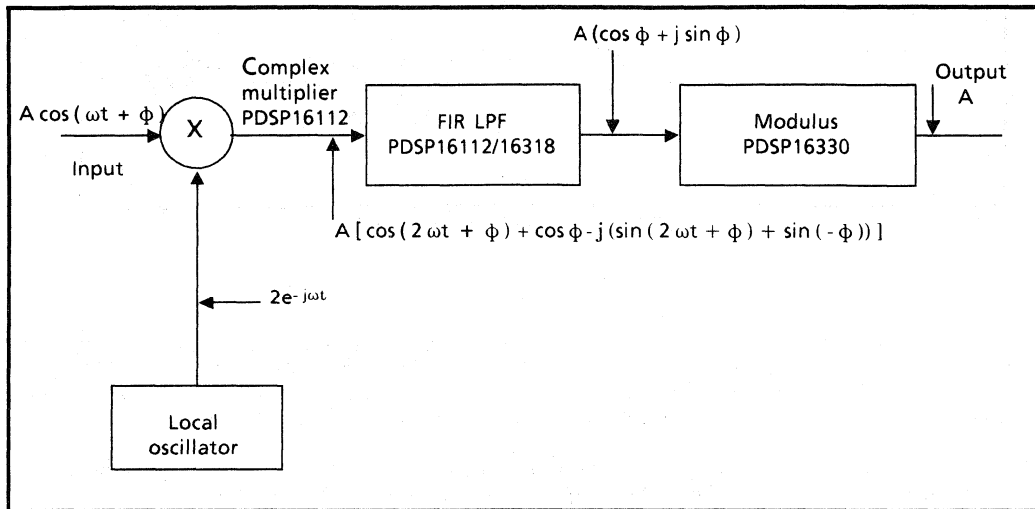 A cos ( ωt + ϕ )
Input
X
Complex
multiplier
PDSP16112
FIR LPF
PDSP16112/16318
A (cos ϕ + j sin ϕ )
Modulus
PDSP16330
Output
A
A [ cos ( 2 ωt + ϕ ) + cos ϕ - j (sin ( 2 ωt + ϕ ) + sin (-ϕ )) ]
2e- jωt
Local
oscillator